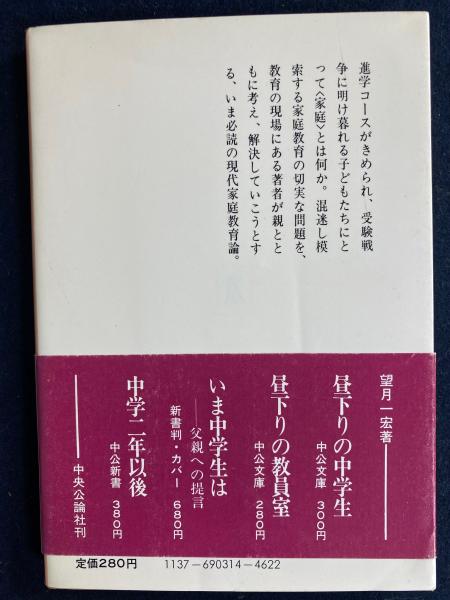 進学コースがきめられ、受験戦
争に明け暮れる子どもたちにと
って〈家庭〉とは何か。混迷し模
索する家庭教育の切実な問題を、
教育の現場にある著者が親とと
もに考え、解決していこうとす
る、いま必読の現代家庭教育論。
望月一宏著
昼下りの中学生
中公文庫 300円
昼下りの教員室
中公文庫 280円
いま中学生は
――父親への提言
新書判・カバー 680円
中学二年以後
中公新書 380円
中央公論社刊
定価280円
1137-690314-4622